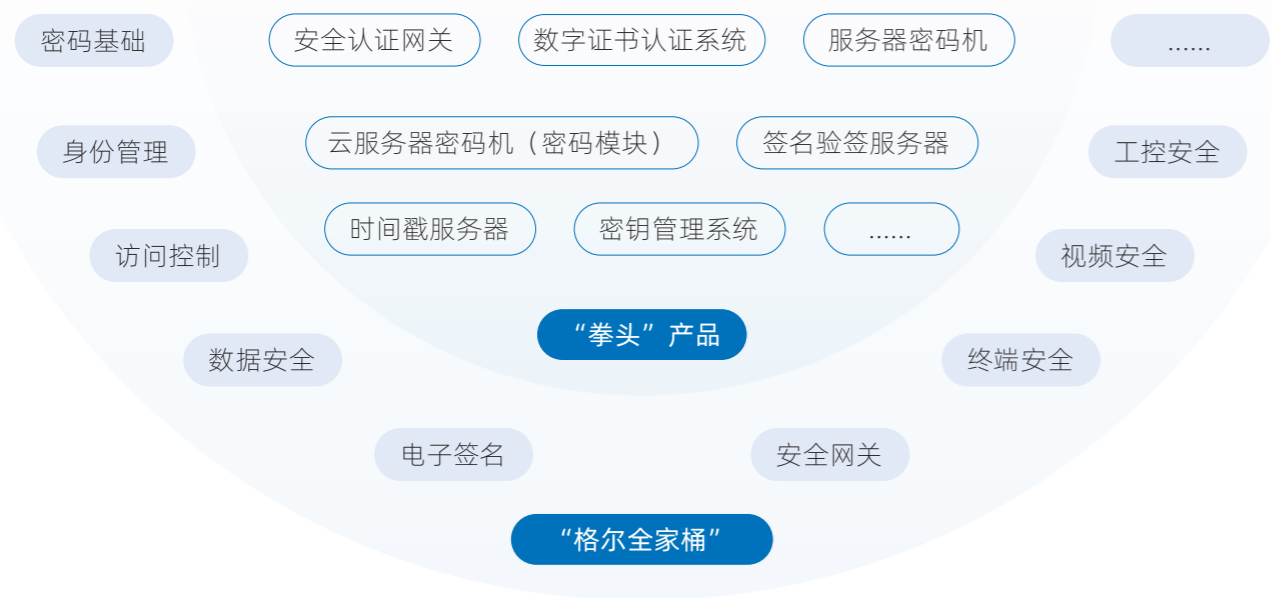 密码基础
安全认证网关
数字证书认证系统
服务器密码机
......
云服务器密码机（密码模块）
签名验签服务器
身份管理
工控安全
时间戳服务器
密钥管理系统
......
访问控制
视频安全
“拳头”产品
数据安全
终端安全
电子签名
安全网关
“格尔全家桶”